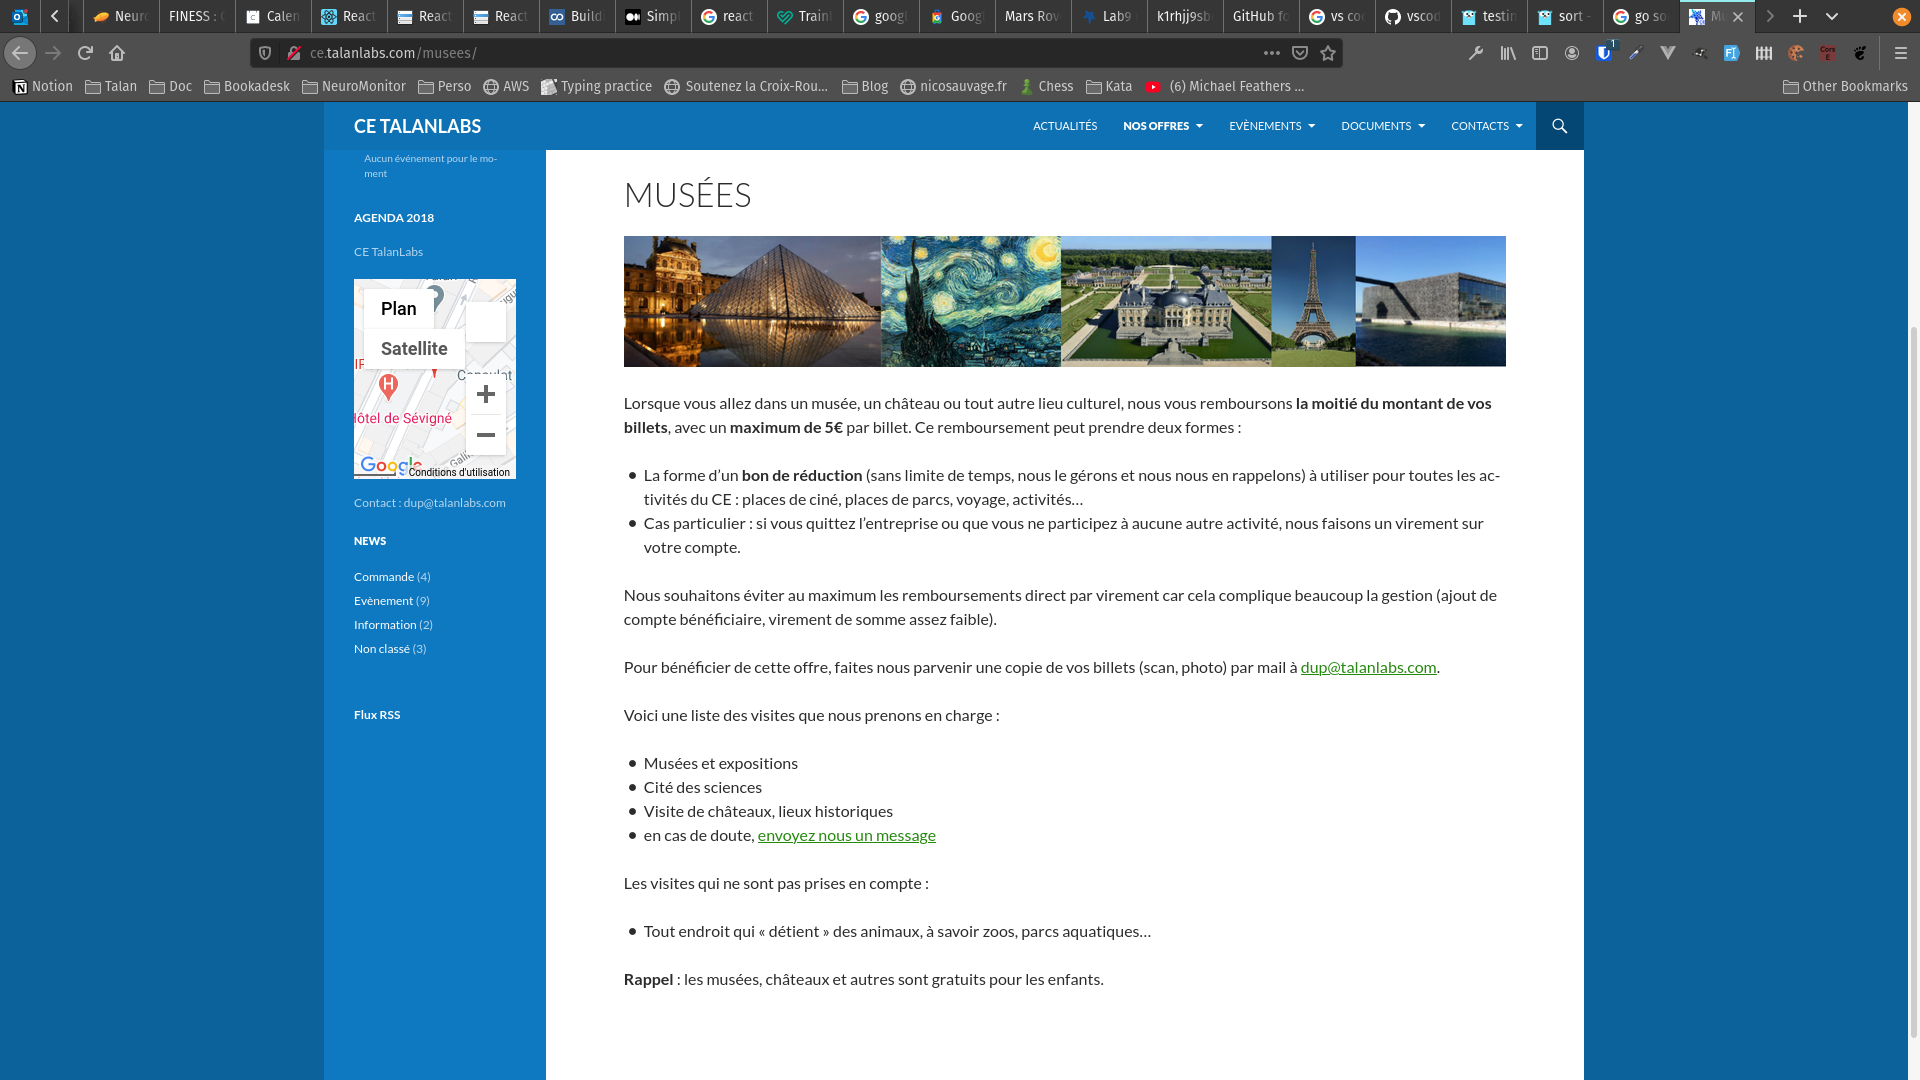 Neuro
FINESS :
Calen
React
React
React
Build
Simpl
react
Traini
googl
Googl
Mars Rov
Lab9
k1rhjj9sb
GitHub fo
vs co
vscod
testin
sort -
go so
ce.talanlabs.com/musees/
1
Notion
Talan
Doc
Bookadesk
NeuroMonitor
Perso
AWS
Typing practice
Soutenez la Croix-Rou...
Blog
nicosauvage.fr
Chess
Kata
(6) Michael Feathers ...
Other Bookmarks
CE TALANLABS
ACTUALITÉS
NOS OFFRES
EVÈNEMENTS
DOCUMENTS
CONTACTS
Aucun événement pour le mo-
ment
AGENDA 2018
CE TalanLabs
Plan
Satellite
Consulat
Hôtel de Sévigné
Google
Conditions d'utilisation
Contact : dup@talanlabs.com
NEWS
Commande (4)
Evènement (9)
Information (2)
Non classé (3)
Flux RSS
MUSÉES
Lorsque vous allez dans un musée, un château ou tout autre lieu culturel, nous vous remboursons la moitié du montant de vos
billets, avec un maximum de 5€ par billet. Ce remboursement peut prendre deux formes :
• La forme d'un bon de réduction (sans limite de temps, nous le gérons et nous nous en rappelons) à utiliser pour toutes les ac-
tivités du CE : places de ciné, places de parcs, voyage, activités...
• Cas particulier : si vous quittez l'entreprise ou que vous ne participez à aucune autre activité, nous faisons un virement sur
votre compte.
Nous souhaitons éviter au maximum les remboursements direct par virement car cela complique beaucoup la gestion (ajout de
compte bénéficiaire, virement de somme assez faible).
Pour bénéficier de cette offre, faites nous parvenir une copie de vos billets (scan, photo) par mail à dup@talanlabs.com.
Voici une liste des visites que nous prenons en charge :
• Musées et expositions
• Cité des sciences
• Visite de châteaux, lieux historiques
• en cas de doute, envoyez nous un message
Les visites qui ne sont pas prises en compte :
• Tout endroit qui « détient » des animaux, à savoir zoos, parcs aquatiques...
Rappel : les musées, châteaux et autres sont gratuits pour les enfants.